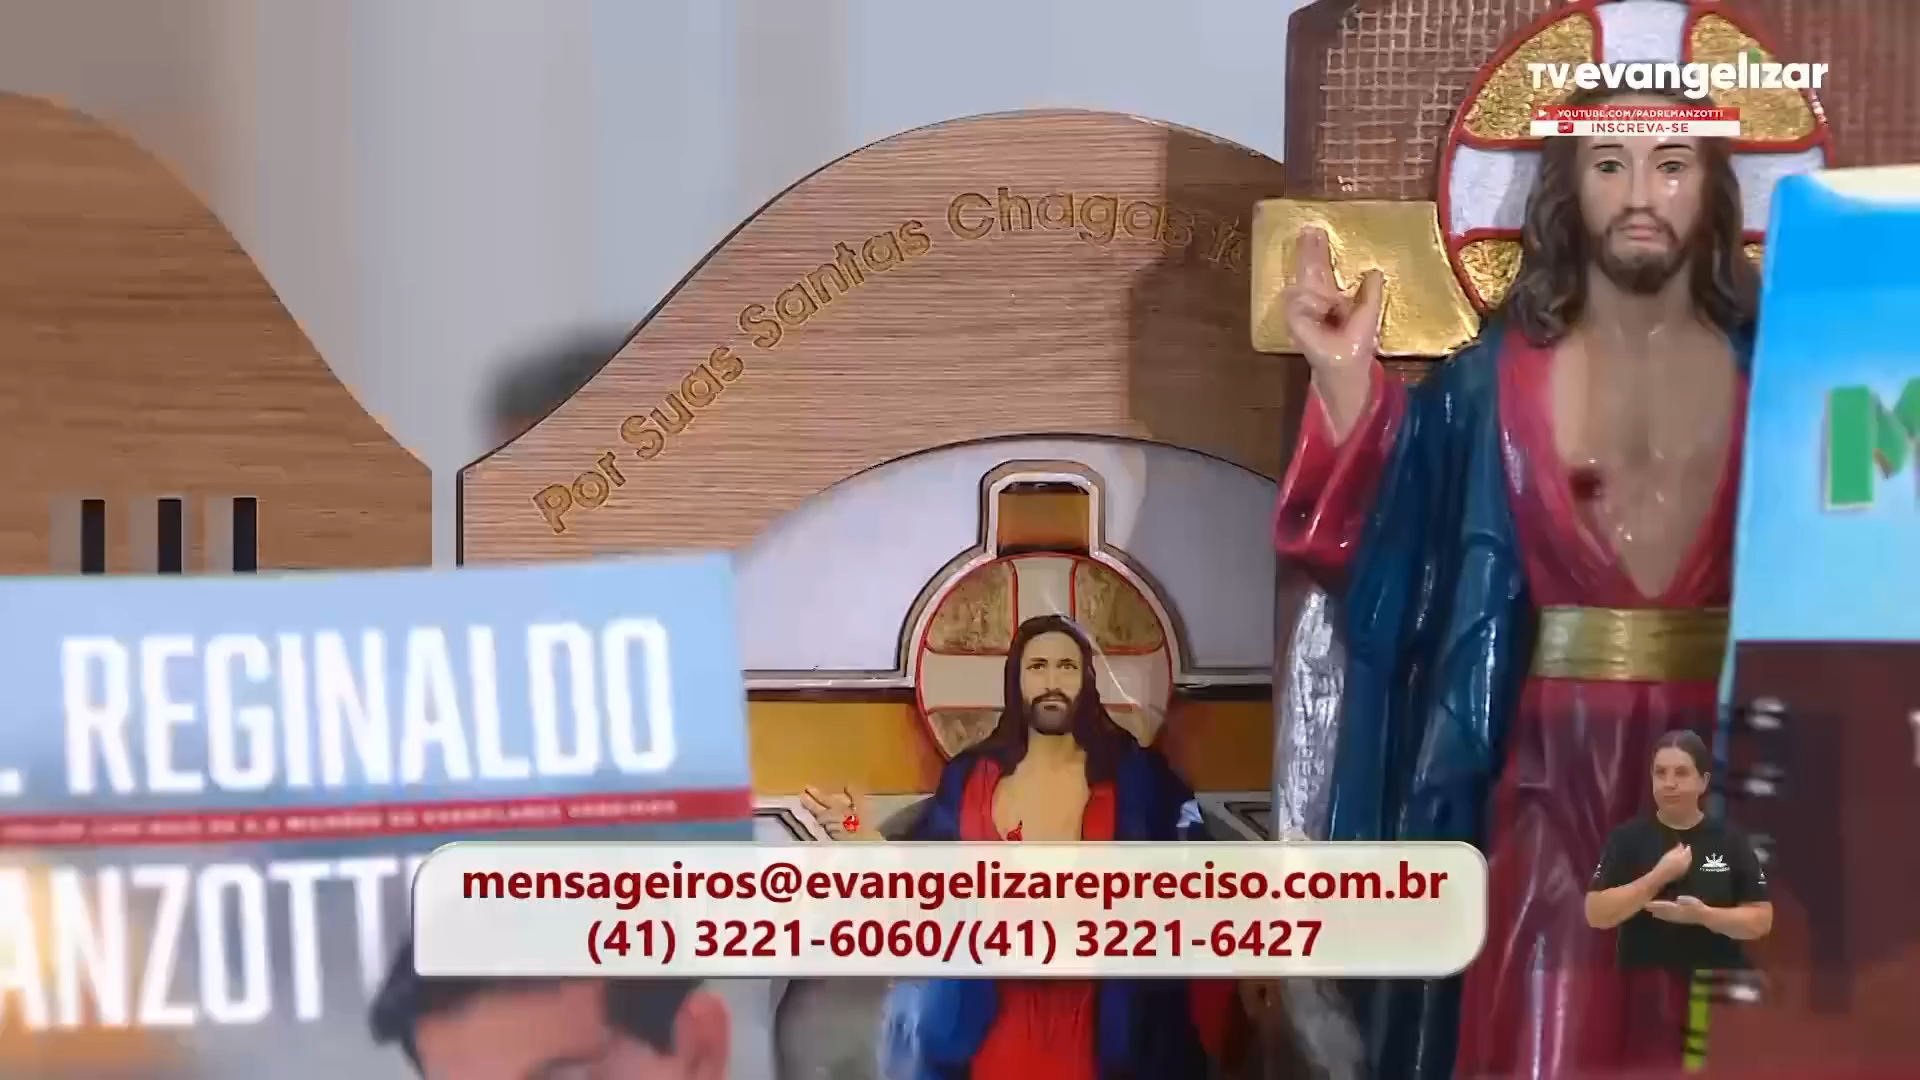 TV evangelizar
YOUTUBE.COM/PADREMANZOTTI
INSCREVA-SE
Por Suas Santas Chagas
. REGINALDO
ANZOTTI
M
mensageiros@evangelizarepreciso.com.br
(41) 3221-6060/(41) 3221-6427